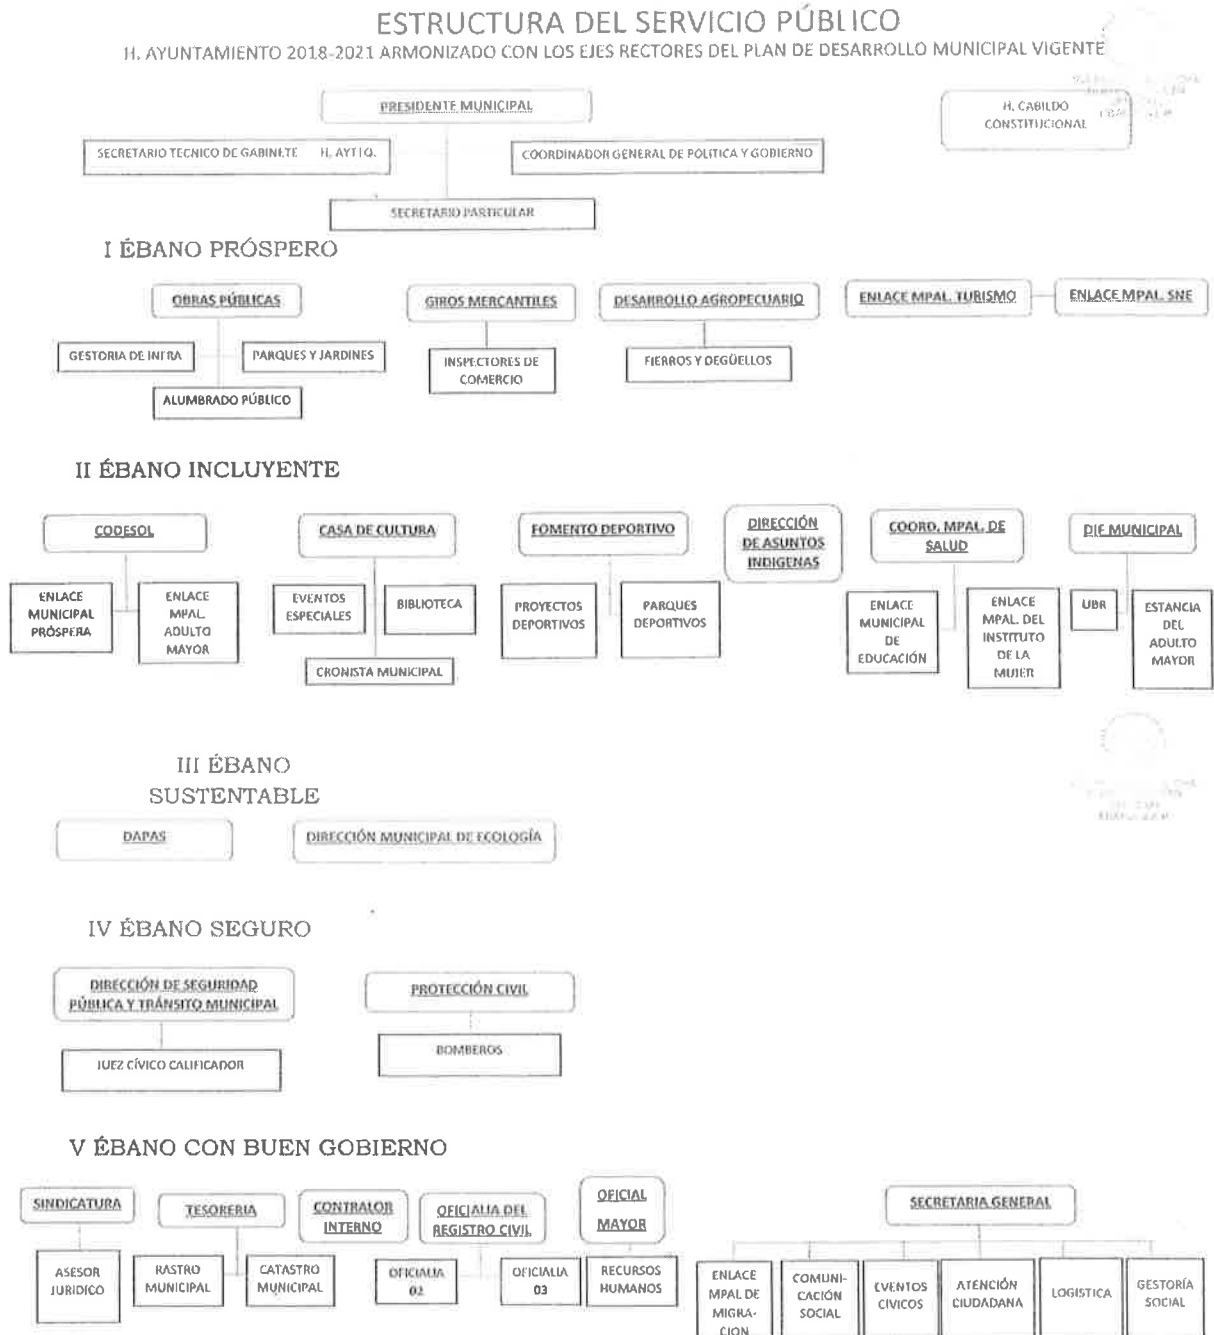 ESTRUCTURA DEL SERVICIO PÚBLICO
H. AYUNTAMIENTO 2018-2021 ARMONIZADO CON LOS EJES RECTORES DEL PLAN DE DESARROLLO MUNICIPAL VIGENTE
PRESIDENTE MUNICIPAL
H. CABILDO
CONSTITUCIONAL
SECRETARIO TECNICO DE GABINETE H. AYTTO.
COORDINADOR GENERAL DE POLITICA Y GOBIERNO
SECRETARIO PARTICULAR
I ÉBANO PRÓSPERO
OBRAS PÚBLICAS
GIROS MERCANTILES
DESARROLLO AGROPECUARIO
ENLACE MPAL. TURISMO
ENLACE MPAL. SNE
GESTORIA DE INFRA
PARQUES Y JARDINES
ALUMBRADO PÚBLICO
INSPECTORES DE
COMERCIO
FIERROS Y DEGÜELLOS
II ÉBANO INCLUYENTE
CODESOL
CASA DE CULTURA
FOMENTO DEPORTIVO
DIRECCIÓN
DE ASUNTOS
INDIGENAS
COORD. MPAL. DE
SALUD
DIF MUNICIPAL
ENLACE
MUNICIPAL
PRÓSPERA
ENLACE
MPAL.
ADULTO
MAYOR
EVENTOS
ESPECIALES
BIBLIOTECA
CRONISTA MUNICIPAL
PROYECTOS
DEPORTIVOS
PARQUES
DEPORTIVOS
ENLACE
MUNICIPAL
DE
EDUCACIÓN
ENLACE
MPAL. DEL
INSTITUTO
DE LA
MUJER
UBR
ESTANCIA
DEL
ADULTO
MAYOR
III ÉBANO
SUSTENTABLE
DAPAS
DIRECCIÓN MUNICIPAL DE ECOLOGÍA
IV ÉBANO SEGURO
DIRECCIÓN DE SEGURIDAD
PÚBLICA Y TRÁNSITO MUNICIPAL
PROTECCIÓN CIVIL
JUEZ CÍVICO CALIFICADOR
BOMBEROS
V ÉBANO CON BUEN GOBIERNO
SINDICATURA
TESORERIA
CONTRALOR
INTERNO
OFICIALIA DEL
REGISTRO CIVIL
OFICIAL
MAYOR
SECRETARIA GENERAL
ASESOR
JURIDICO
RASTRO
MUNICIPAL
CATASTRO
MUNICIPAL
OFICIALIA
02
OFICIALIA
03
RECURSOS
HUMANOS
ENLACE
MPAL DE
MIGRA-
CION
COMUNI-
CACIÓN
SOCIAL
EVENTOS
CIVICOS
ATENCIÓN
CIUDADANA
LOGISTICA
GESTORÍA
SOCIAL